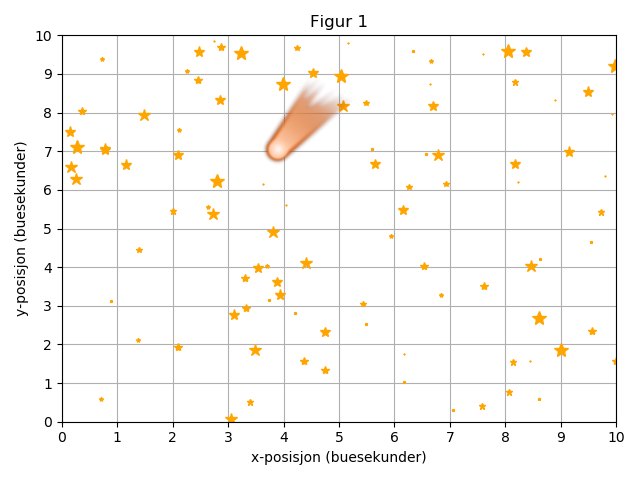 Figur 1
10
9
8
7
6
5
4
3
2
1
0
y-posisjon (buesekunder)
0 1 2 3 4 5 6 7 8 9 10
x-posisjon (buesekunder)